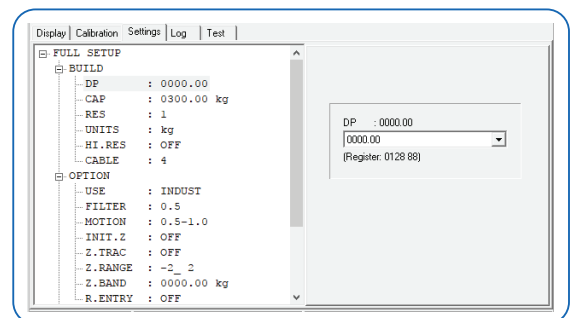 Display Calibration Settings Log Test
FULL SETUP
BUILD
DP : 0000.00
CAP : 0300.00 kg
RES : 1
UNITS : kg
HI.RES : OFF
CABLE : 4
OPTION
USE : INDUST
FILTER : 0.5
MOTION : 0.5-1.0
INIT.Z : OFF
Z.TRAC : OFF
Z.RANGE : -2_ 2
Z.BAND : 0000.00 kg
R.ENTRY : OFF
DP : 0000.00
0000.00
(Register: 0128 88)